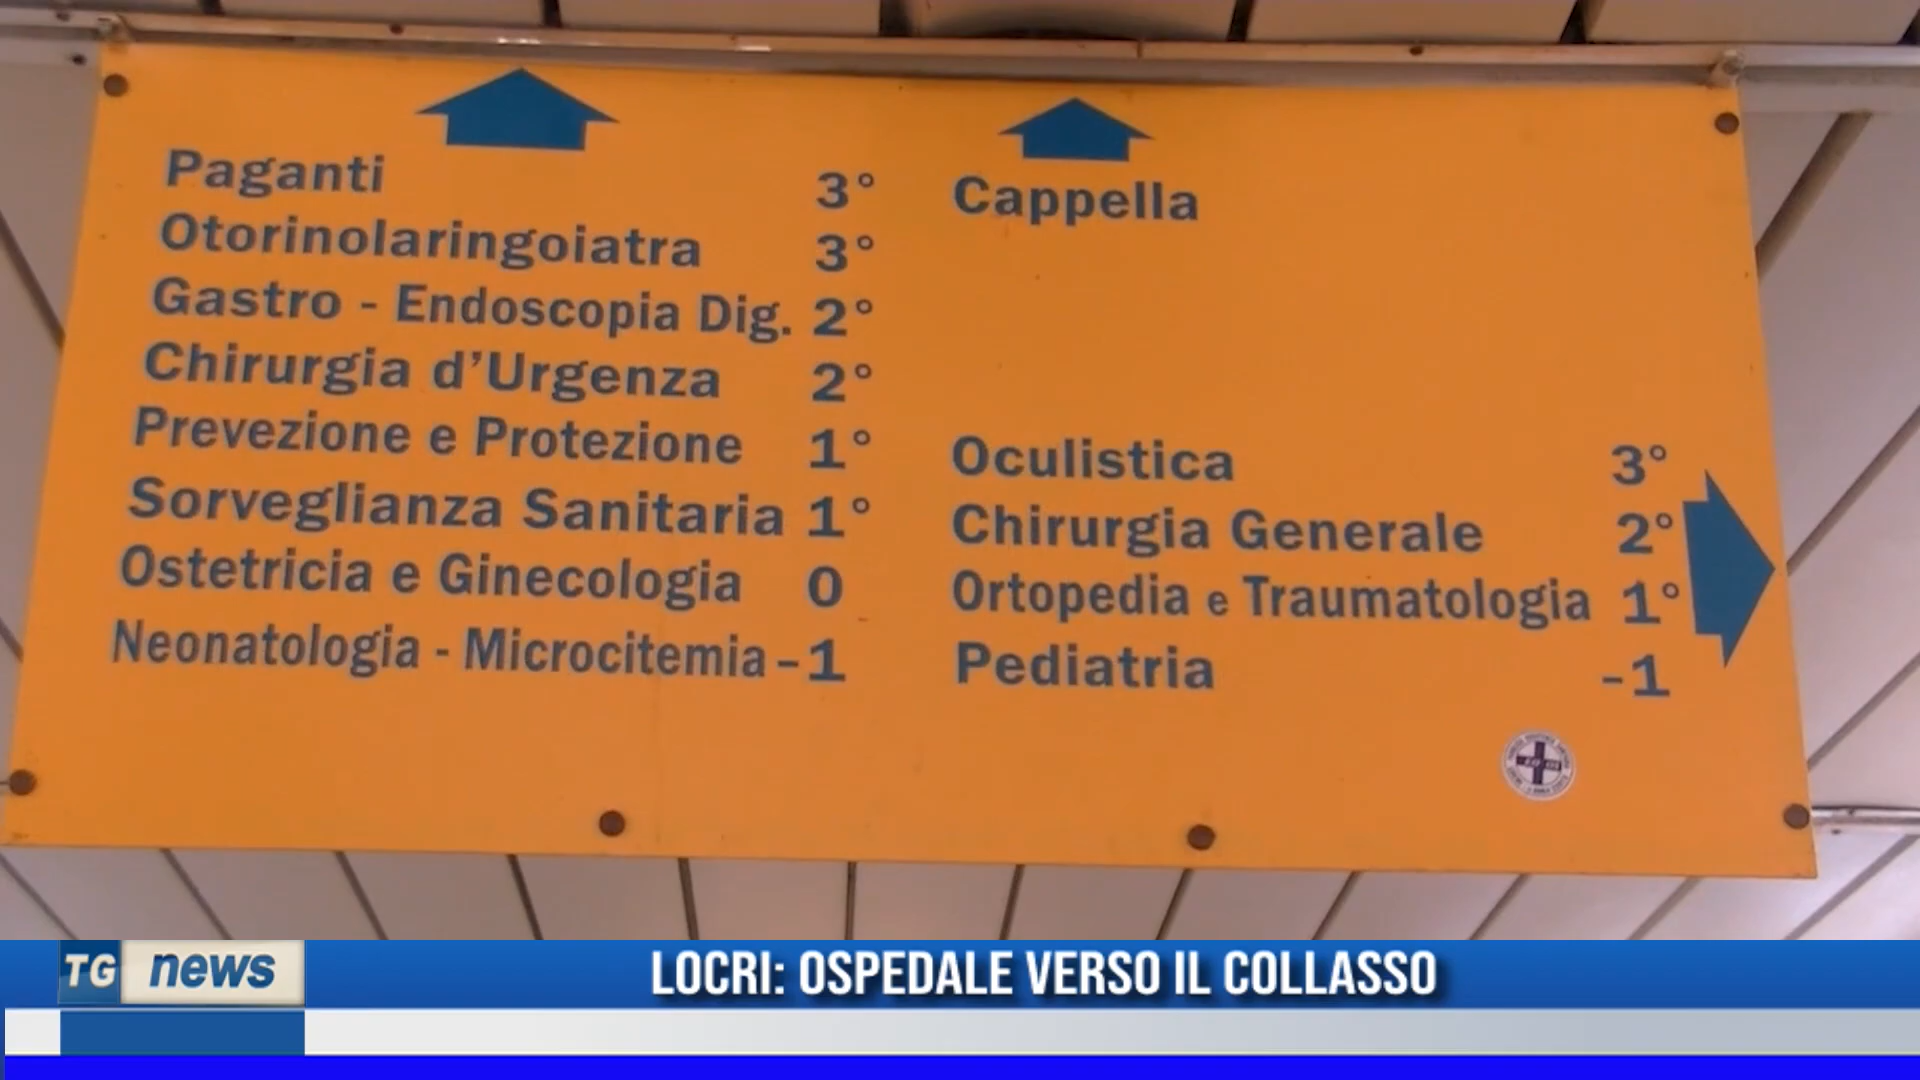 Paganti 3°
Otorinolaringoiatra 3°
Gastro - Endoscopia Dig. 2°
Chirurgia d'Urgenza 2°
Prevezione e Protezione 1°
Sorveglianza Sanitaria 1°
Ostetricia e Ginecologia 0
Neonatologia - Microcitemia -1
Cappella
Oculistica 3°
Chirurgia Generale 2°
Ortopedia e Traumatologia 1°
Pediatria -1
TG news
LOCRI: OSPEDALE VERSO IL COLLASSO